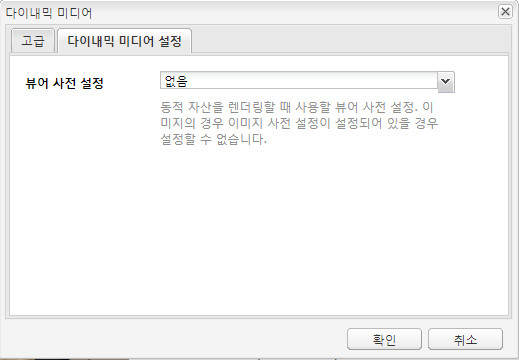 다이내믹 미디어
고급
다이내믹 미디어 설정
뷰어 사전 설정
없음
동적 자산을 렌더링할 때 사용할 뷰어 사전 설정. 이
미지의 경우 이미지 사전 설정이 설정되어 있을 경우
설정할 수 없습니다.
확인
취소